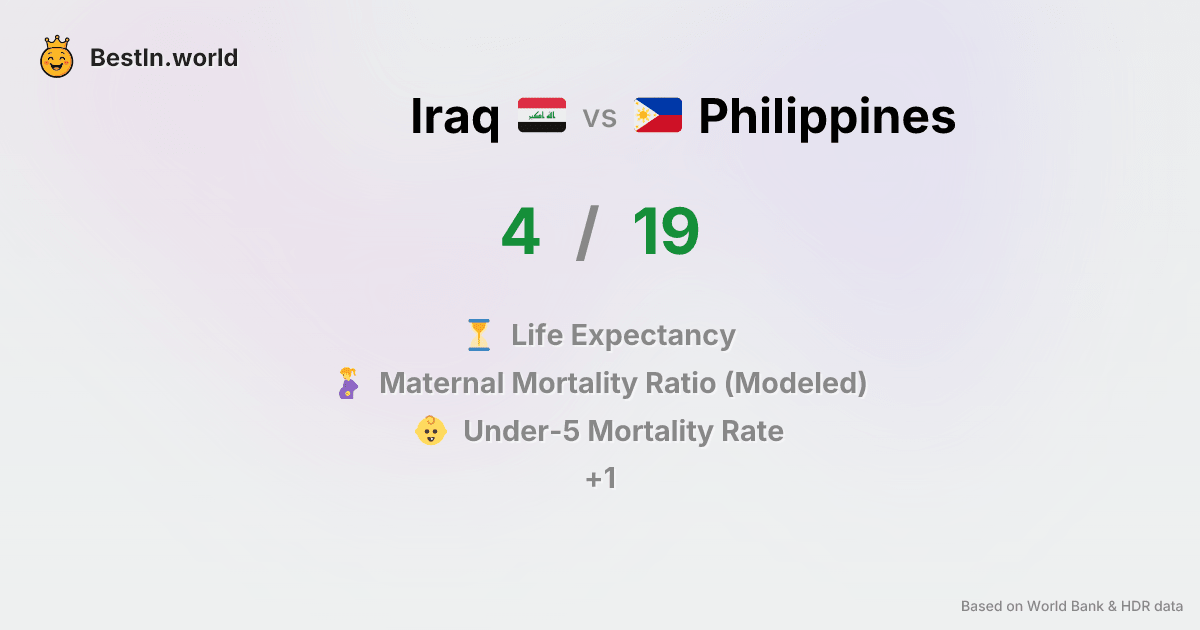 BestIn.world
Iraq vs Philippines
4 / 19
Life Expectancy
Maternal Mortality Ratio (Modeled)
Under-5 Mortality Rate
+1
Based on World Bank & HDR data